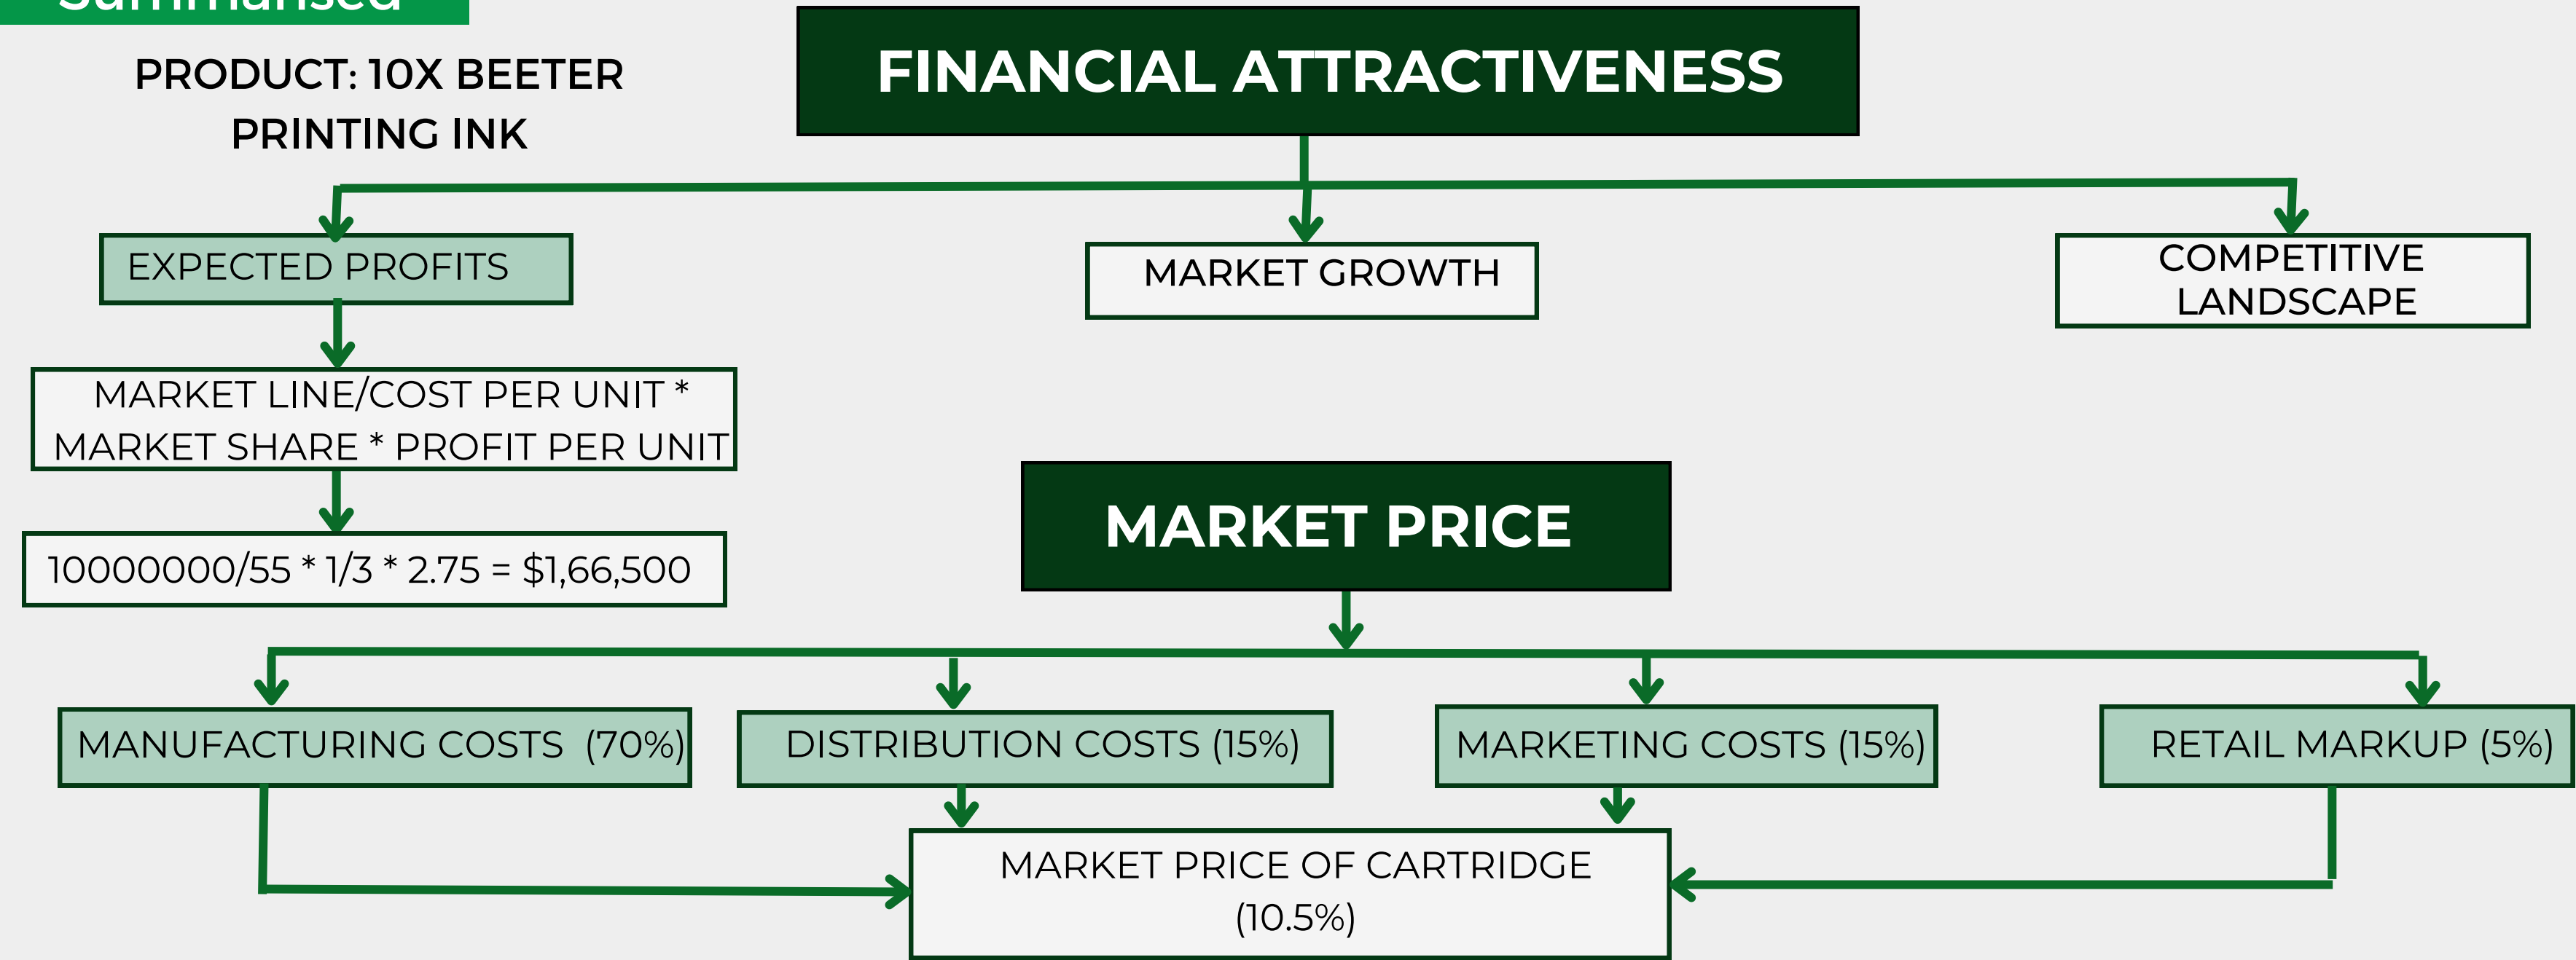 Summarised
PRODUCT: 10X BEETER
PRINTING INK
FINANCIAL ATTRACTIVENESS
EXPECTED PROFITS
MARKET GROWTH
COMPETITIVE
LANDSCAPE
MARKET LINE/COST PER UNIT *
MARKET SHARE * PROFIT PER UNIT
10000000/55 * 1/3 * 2.75 = $1,66,500
MARKET PRICE
MANUFACTURING COSTS (70%)
DISTRIBUTION COSTS (15%)
MARKETING COSTS (15%)
RETAIL MARKUP (5%)
MARKET PRICE OF CARTRIDGE
(10.5%)